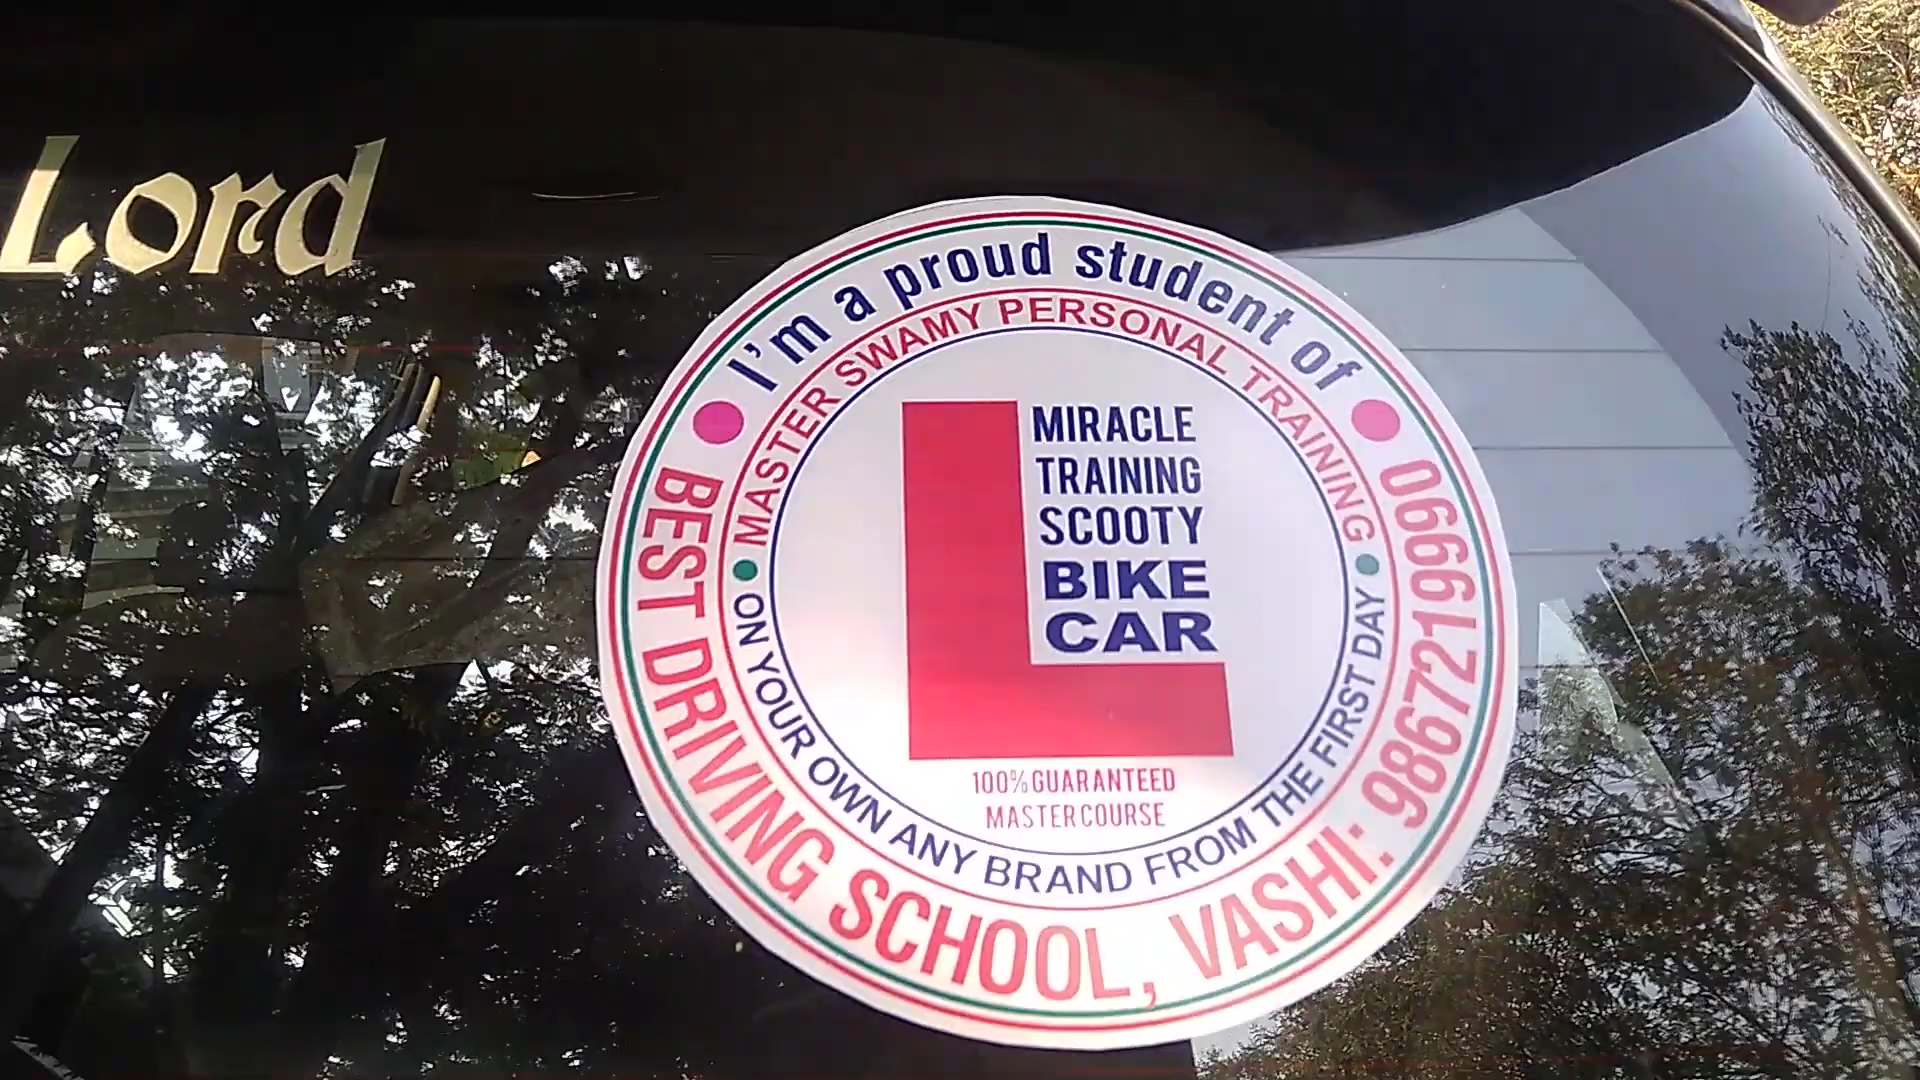 Lord
I'm a proud student of
MASTER SWAMY PERSONAL TRAINING
MIRACLE
TRAINING
SCOOTY
BIKE
CAR
100% GUARANTEED
MASTER COURSE
ON YOUR OWN ANY BRAND FROM THE FIRST DAY
BEST DRIVING SCHOOL, VASHI: 9867219690